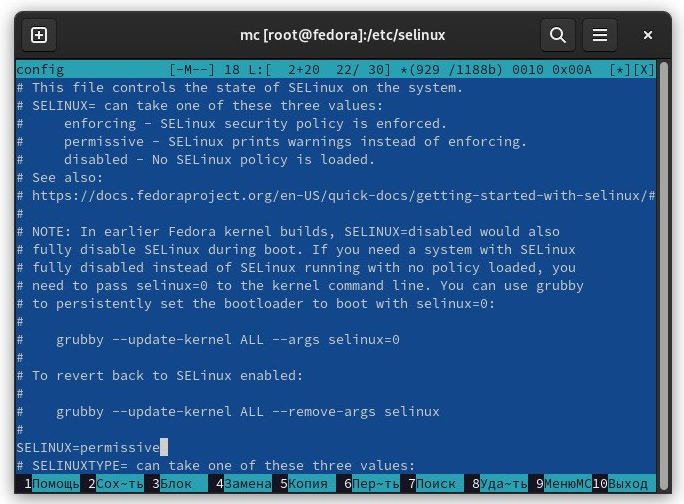 mc [root@fedora]:/etc/selinux
config [-M--] 18 L:[ 2+20 22/ 30] *(929 /1188b) 0010 0x00A [*][X]
# This file controls the state of SELinux on the system.
# SELINUX= can take one of these three values:
#     enforcing - SELinux security policy is enforced.
#     permissive - SELinux prints warnings instead of enforcing.
#     disabled - No SELinux policy is loaded.
# See also:
# https://docs.fedoraproject.org/en-US/quick-docs/getting-started-with-selinux/#
#
# NOTE: In earlier Fedora kernel builds, SELINUX=disabled would also
# fully disable SELinux during boot. If you need a system with SELinux
# fully disabled instead of SELinux running with no policy loaded, you
# need to pass selinux=0 to the kernel command line. You can use grubby
# to persistently set the bootloader to boot with selinux=0:
#
#    grubby --update-kernel ALL --args selinux=0
#
# To revert back to SELinux enabled:
#
#    grubby --update-kernel ALL --remove-args selinux
#
SELINUX=permissive
# SELINUXTYPE= can take one of these three values:
1Помощь 2Сох~ть 3Блок 4Замена 5Копия 6Пер~ть 7Поиск 8Уда~ть 9МенюMC 10Выход